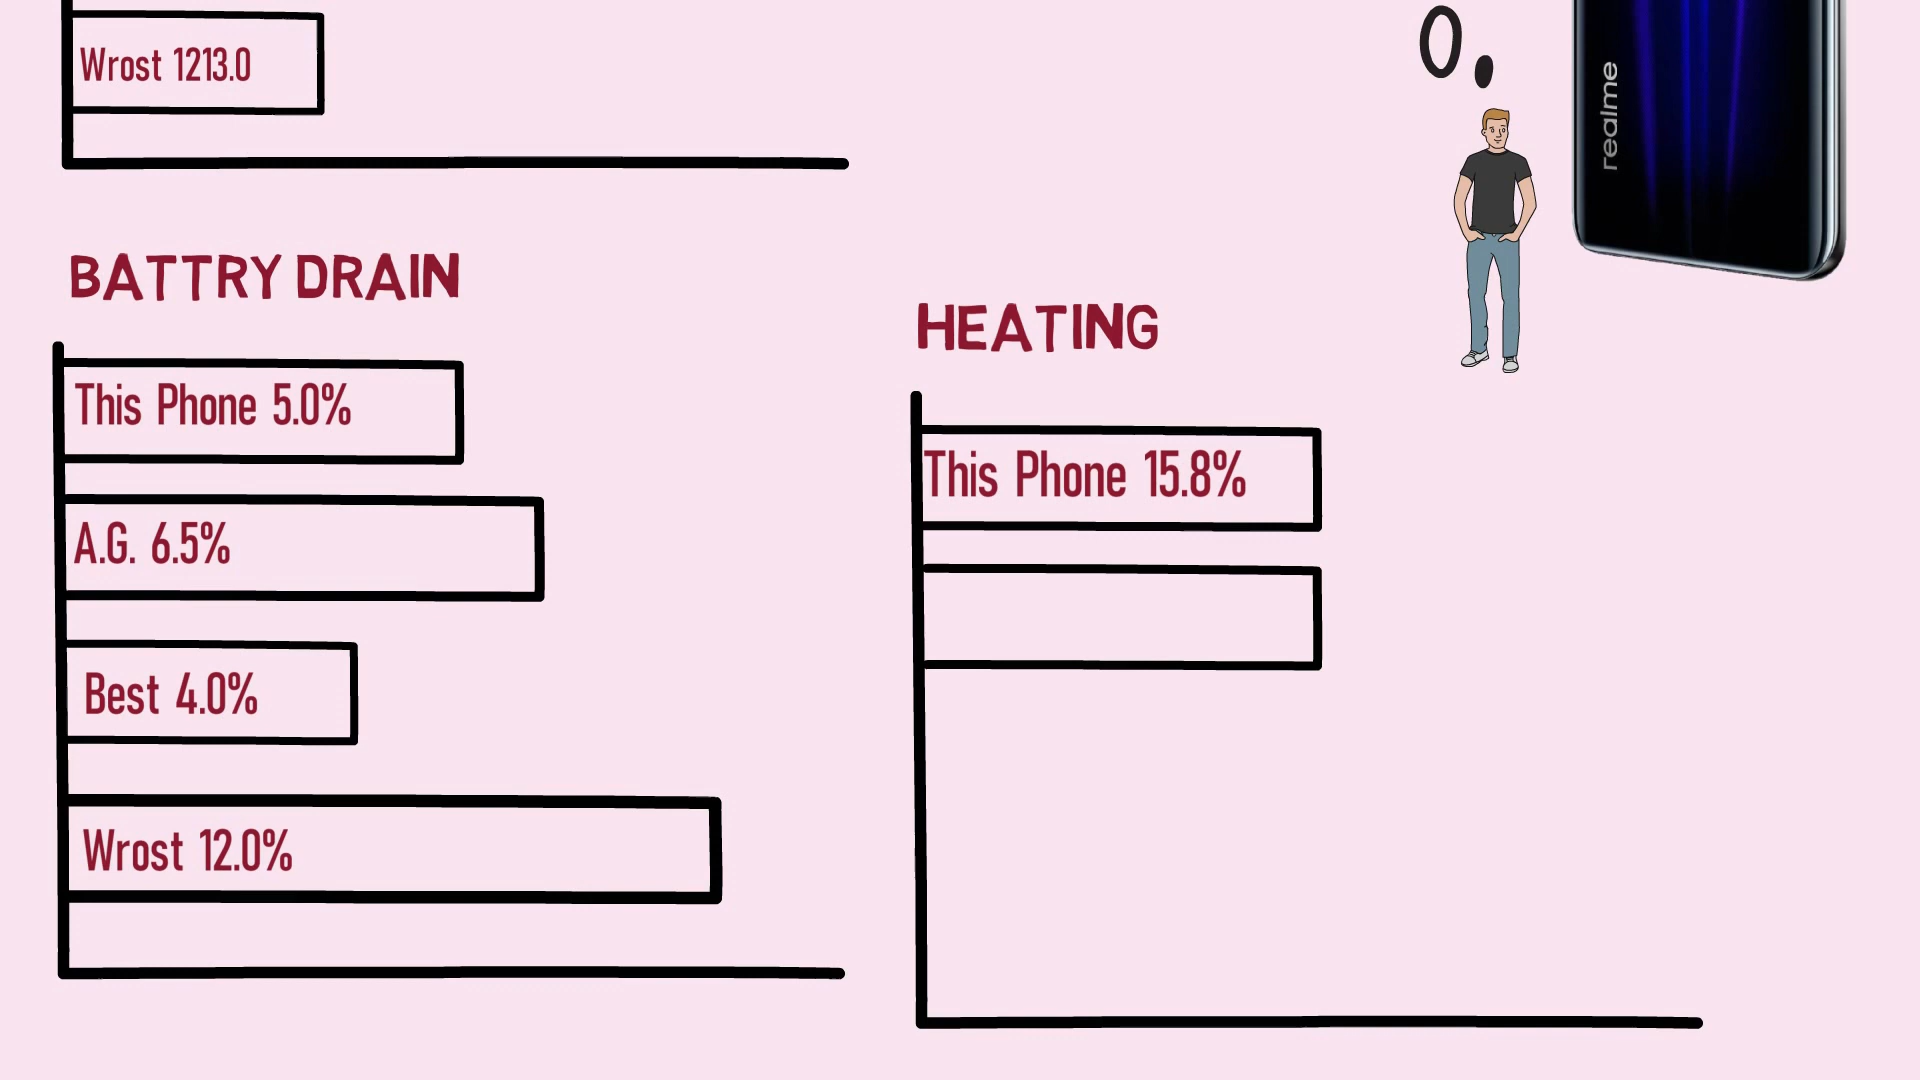 Wrost 1213.0
realme
BATTRY DRAIN
This Phone 5.0%
A.G. 6.5%
Best 4.0%
Wrost 12.0%
HEATING
This Phone 15.8%